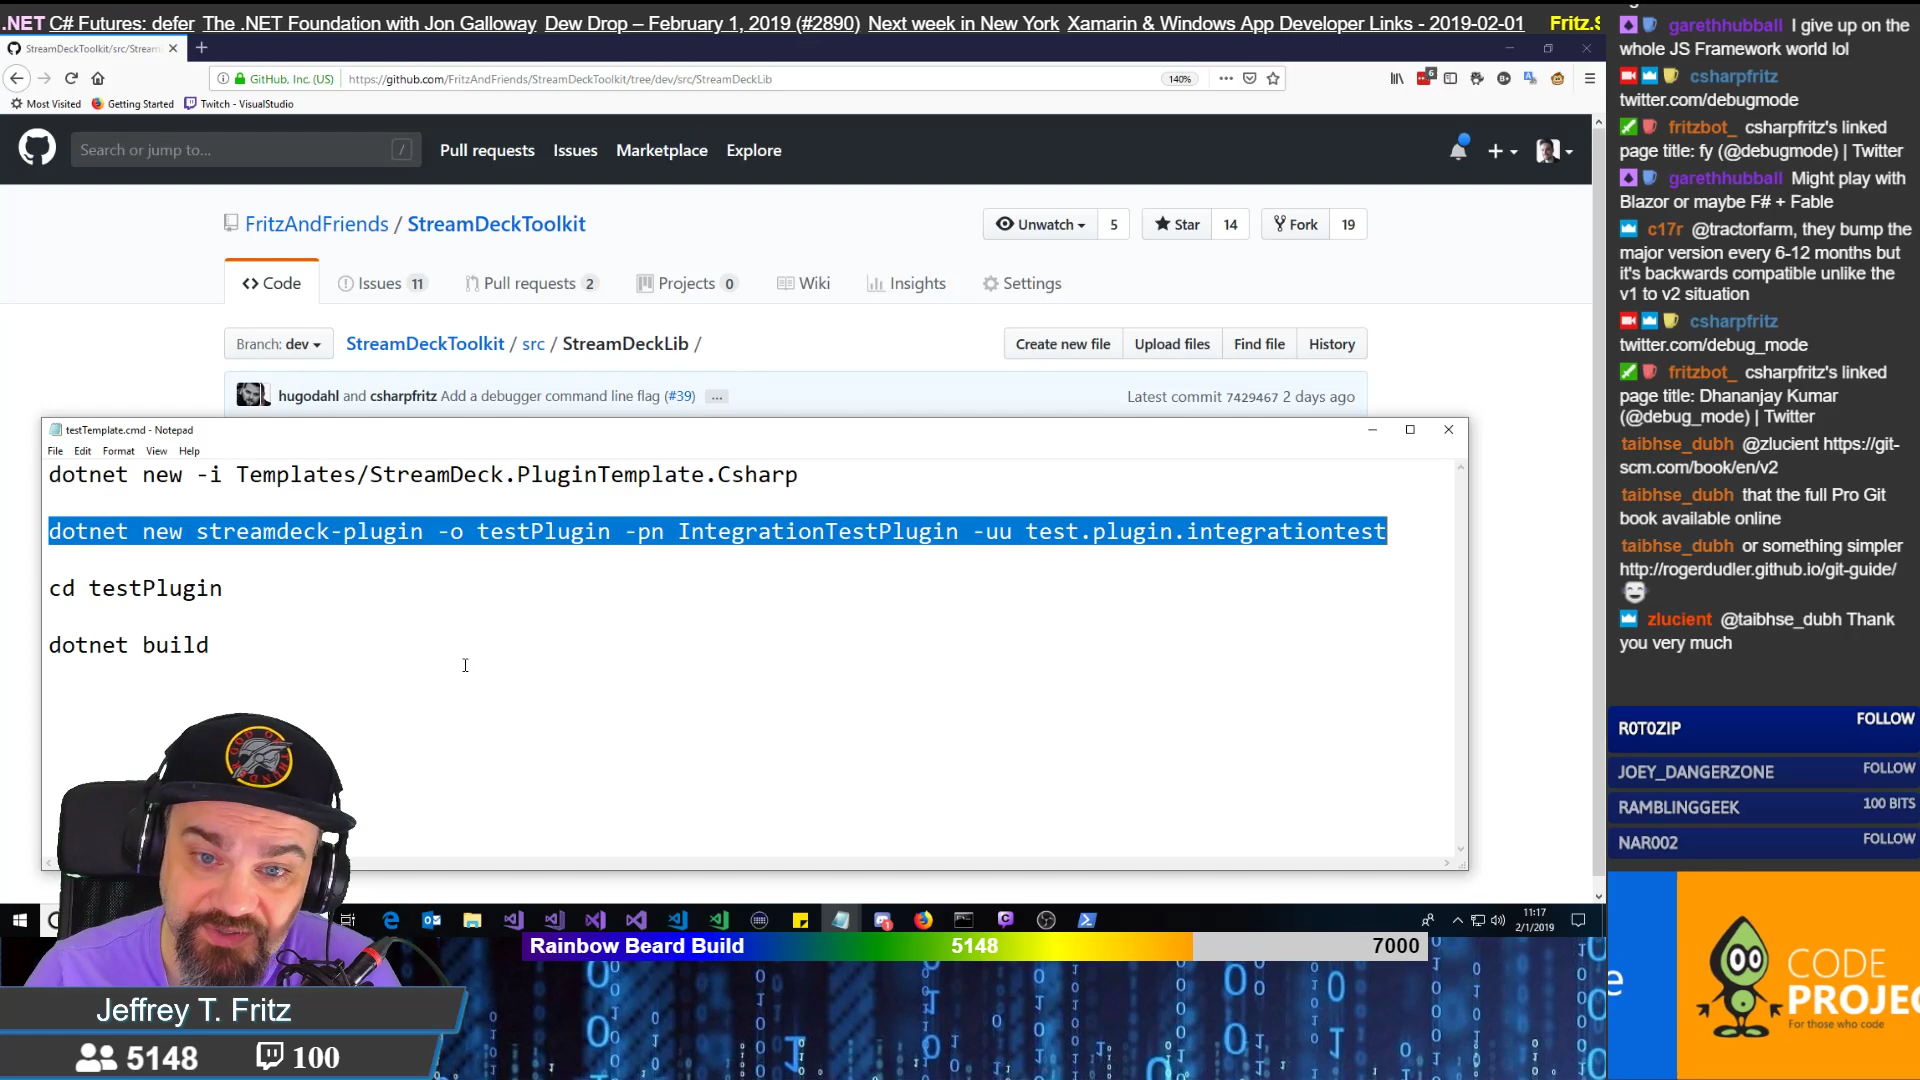 .NET C# Futures: defer The .NET Foundation with Jon Galloway Dew Drop – February 1, 2019 (#2890) Next week in New York Xamarin & Windows App Developer Links - 2019-02-01 Fritz.S
StreamDeckToolkit/src/Stream
GitHub, Inc. (US) https://github.com/FritzAndFriends/StreamDeckToolkit/tree/dev/src/StreamDeckLib 140%
6
Most Visited Getting Started Twitch - VisualStudio
Search or jump to... / Pull requests Issues Marketplace Explore
FritzAndFriends / StreamDeckToolkit
Unwatch 5 Star 14 Fork 19
Code Issues 11 Pull requests 2 Projects 0 Wiki Insights Settings
Branch: dev StreamDeckToolkit / src / StreamDeckLib /
Create new file Upload files Find file History
hugodahl and csharpfritz Add a debugger command line flag (#39) ...
Latest commit 7429467 2 days ago
testTemplate.cmd - Notepad
File Edit Format View Help
dotnet new -i Templates/StreamDeck.PluginTemplate.Csharp
dotnet new streamdeck-plugin -o testPlugin -pn IntegrationTestPlugin -uu test.plugin.integrationtest
cd testPlugin
dotnet build
GOD OF THUNDER
11:17
2/1/2019
Rainbow Beard Build 5148 7000
Jeffrey T. Fritz
5148 100
garethhubball I give up on the
whole JS Framework world lol
csharpfritz
twitter.com/debugmode
fritzbot_ csharpfritz's linked
page title: fy (@debugmode) | Twitter
garethhubball Might play with
Blazor or maybe F# + Fable
c17r @tractorfarm, they bump the
major version every 6-12 months but
it's backwards compatible unlike the
v1 to v2 situation
csharpfritz
twitter.com/debug_mode
fritzbot_ csharpfritz's linked
page title: Dhananjay Kumar
(@debug_mode) | Twitter
taibhse_dubh @zlucient https://git-
scm.com/book/en/v2
taibhse_dubh that the full Pro Git
book available online
taibhse_dubh or something simpler
http://rogerdudler.github.io/git-guide/
zlucient @taibhse_dubh Thank
you very much
R0T0ZIP FOLLOW
JOEY_DANGERZONE FOLLOW
RAMBLINGGEEK 100 BITS
NAR002 FOLLOW
e
CODE
PROJEC
For those who code